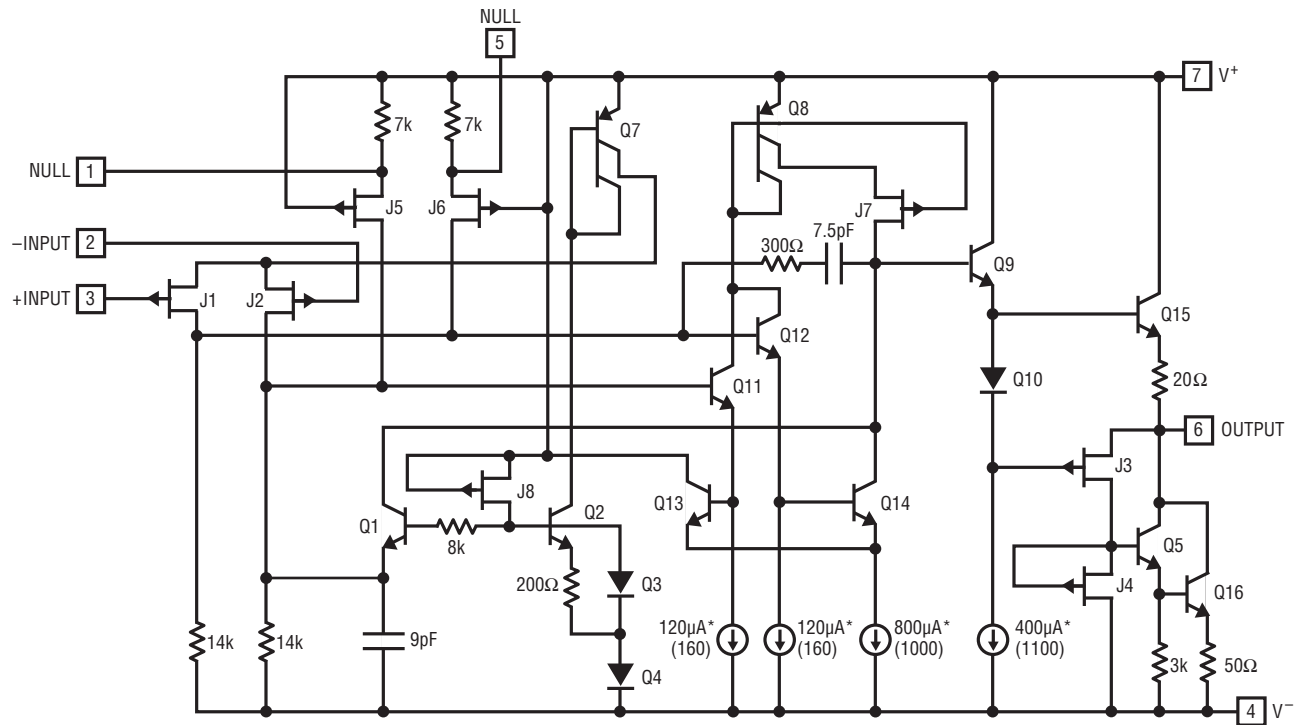 NULL
5
7 V+
Q8
Q7
7k
7k
NULL 1
J5
J6
J7
–INPUT 2
7.5pF
300Ω
Q9
+INPUT 3
J1
J2
Q15
Q12
Q11
Q10
20Ω
6 OUTPUT
J3
J8
Q13
Q14
Q1
Q2
8k
Q5
200Ω
Q3
J4
Q16
120µA*
(160)
120µA*
(160)
800µA*
(1000)
400µA*
(1100)
14k
14k
9pF
Q4
3k
50Ω
4 V–